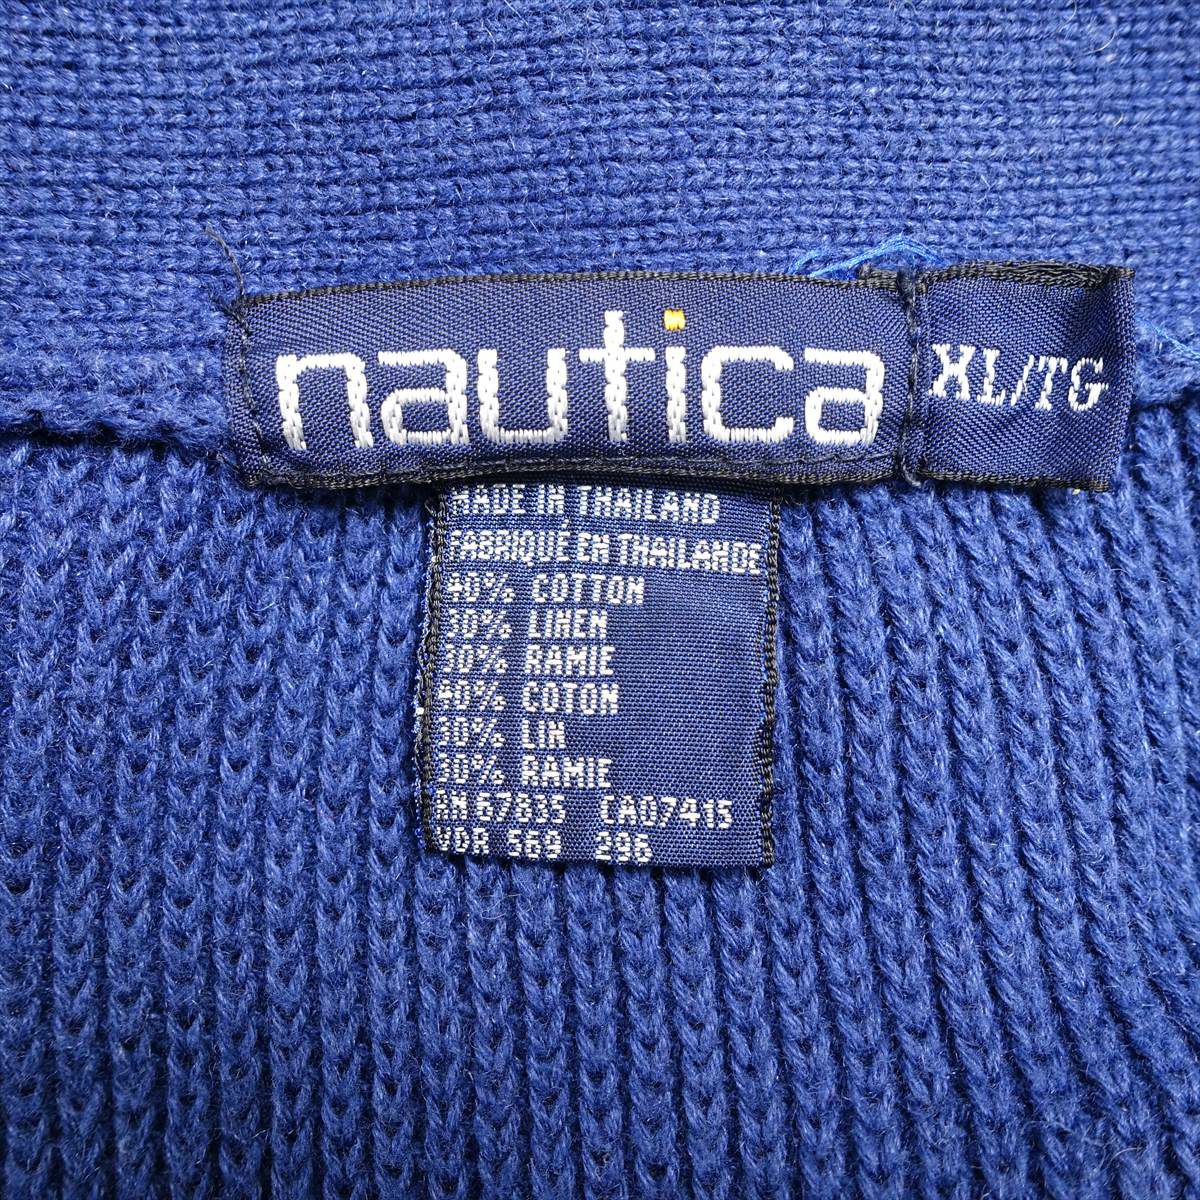 nautica XL/TG
MADE IN THAILAND
FABRIQUÉ EN THAILANDE
40% COTTON
30% LINEN
30% RAMIE
40% COTON
30% LIN
30% RAMIE
RN 67835 CA07415
VDR 569 296